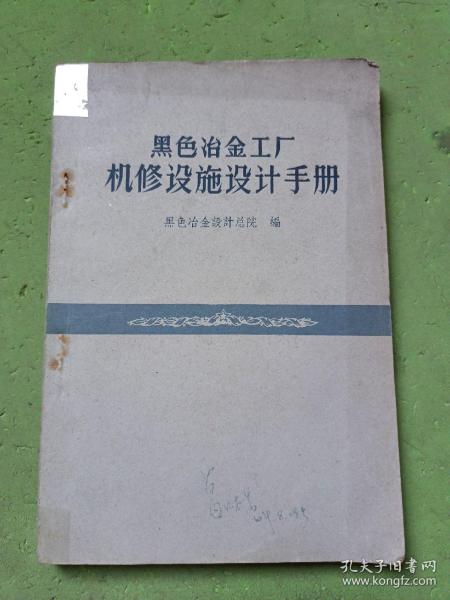 黑色冶金工厂
机修设施设计手册
黑色冶金設計总院 編
孔夫子旧书网
www.kongfz.com